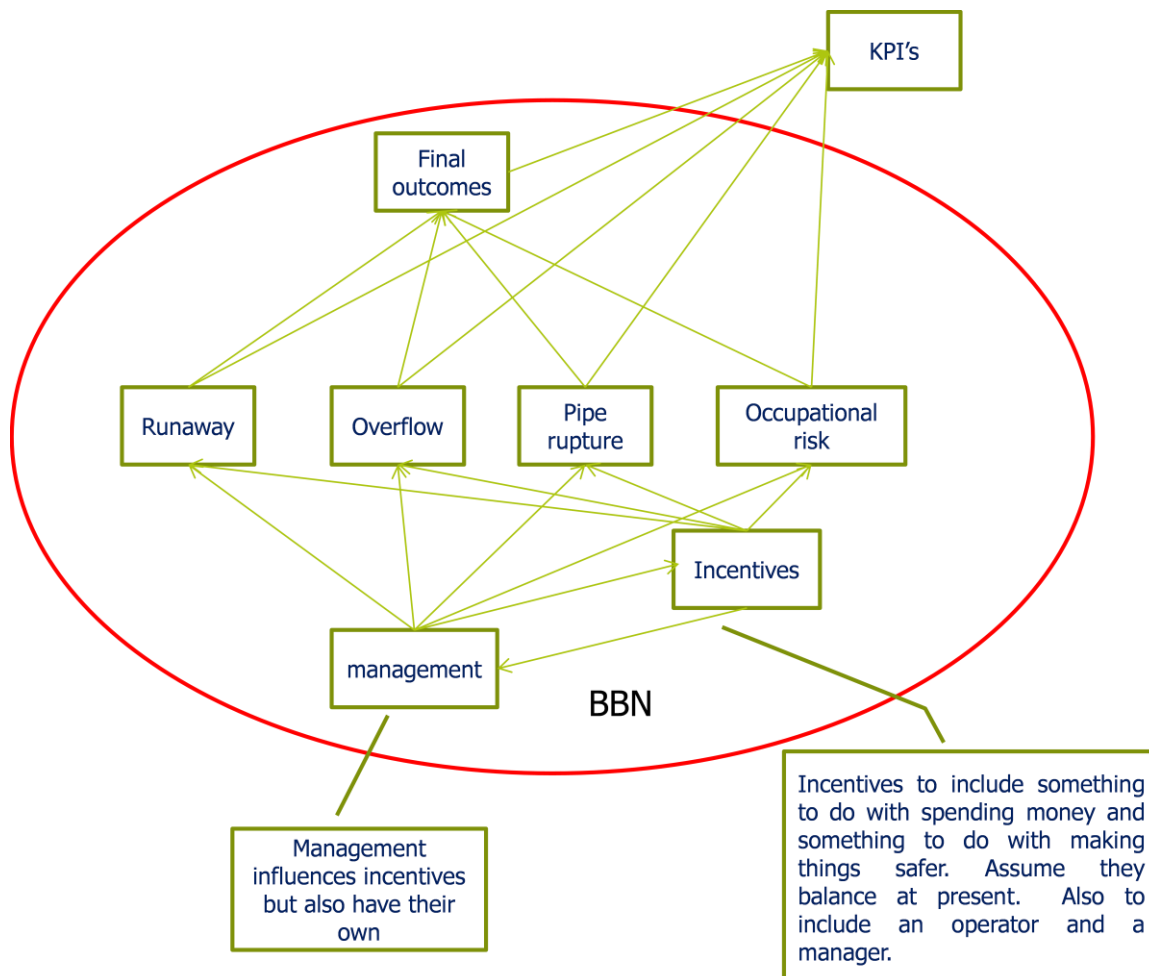 KPI's
Final
outcomes
Runaway
Overflow
Pipe
rupture
Occupational
risk
Incentives
management
BBN
Management
influences incentives
but also have their
own
Incentives to include something
to do with spending money and
something to do with making
things safer. Assume they
balance at present. Also to
include an operator and a
manager.